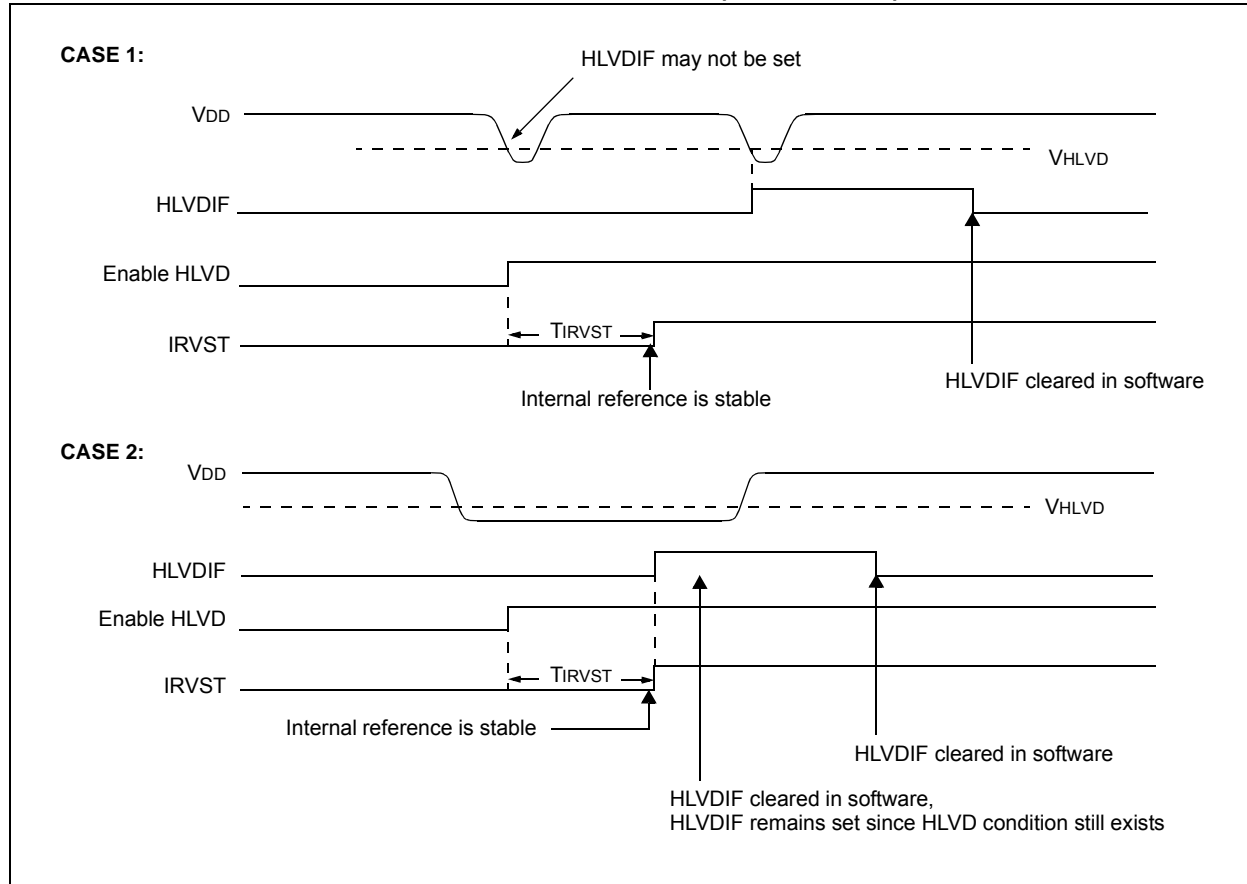 CASE 1:
HLVDIF may not be set
VDD
VHLVD
HLVDIF
Enable HLVD
TIRVST
IRVST
Internal reference is stable
HLVDIF cleared in software
CASE 2:
VDD
VHLVD
HLVDIF
Enable HLVD
TIRVST
IRVST
Internal reference is stable
HLVDIF cleared in software
HLVDIF cleared in software,
HLVDIF remains set since HLVD condition still exists